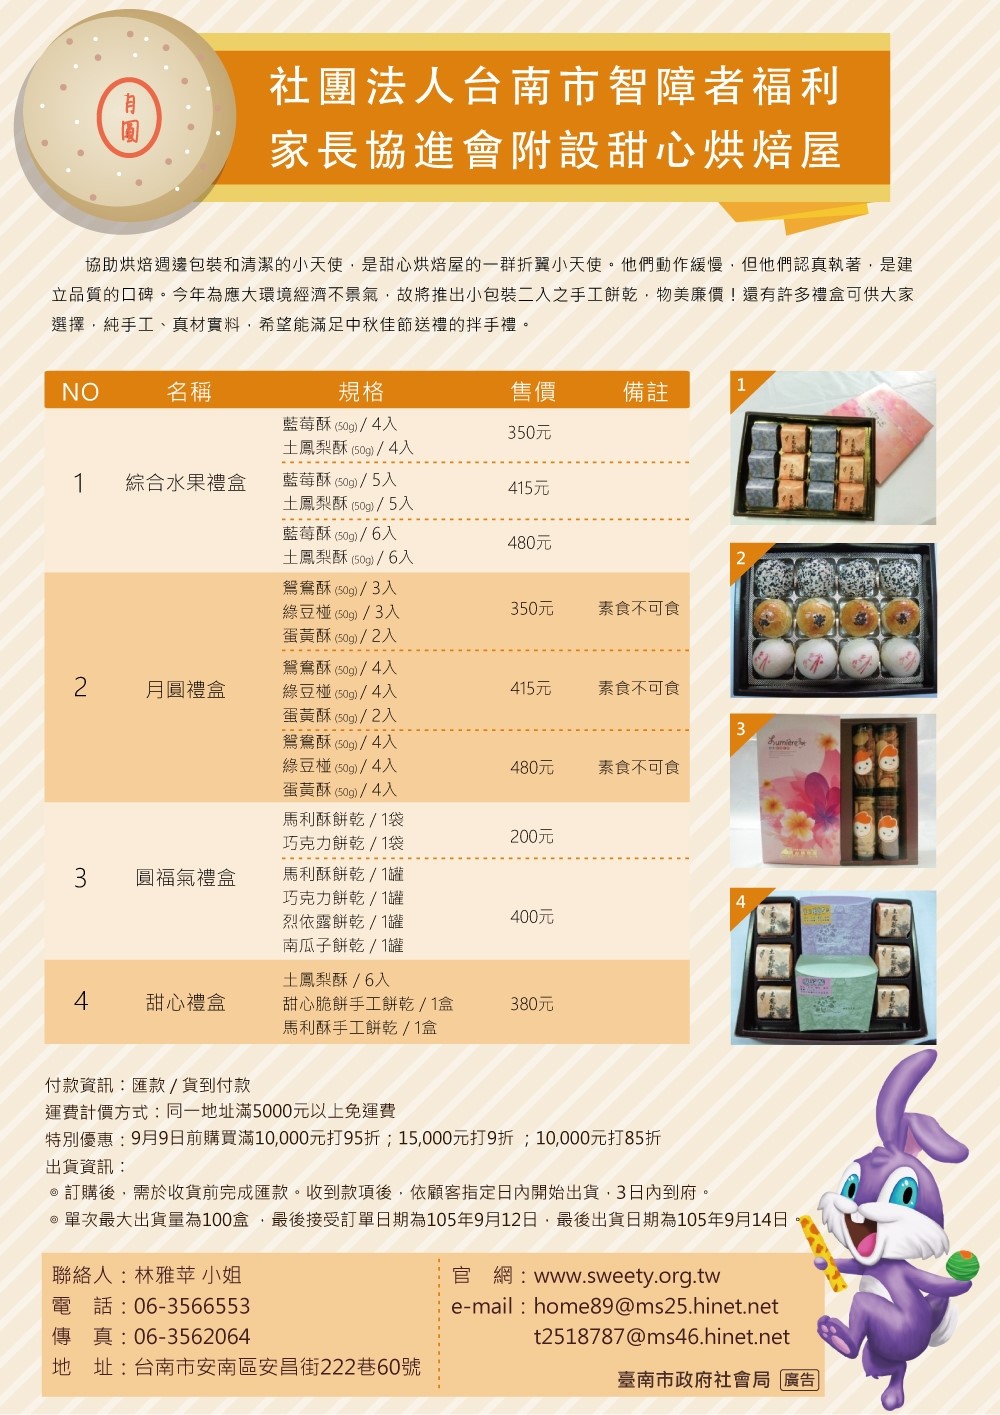 月圓
社團法人台南市智障者福利
家長協進會附設甜心烘焙屋
協助烘焙週邊包裝和清潔的小天使，是甜心烘焙屋的一群折翼小天使。他們動作緩慢，但他們認真執著，是建
立品質的口碑。今年為應大環境經濟不景氣，故將推出小包裝二入之手工餅乾，物美廉價！還有許多禮盒可供大家
選擇，純手工、真材實料，希望能滿足中秋佳節送禮的拌手禮。
NO 名稱 規格 售價 備註
1 綜合水果禮盒
藍莓酥 (50g) / 4入
土鳳梨酥 (50g) / 4入
350元
藍莓酥 (50g) / 5入
土鳳梨酥 (50g) / 5入
415元
藍莓酥 (50g) / 6入
土鳳梨酥 (50g) / 6入
480元
2 月圓禮盒
鴛鴦酥 (50g) / 3入
綠豆椪 (50g) / 3入
蛋黃酥 (50g) / 2入
350元 素食不可食
鴛鴦酥 (50g) / 4入
綠豆椪 (50g) / 4入
蛋黃酥 (50g) / 2入
415元 素食不可食
鴛鴦酥 (50g) / 4入
綠豆椪 (50g) / 4入
蛋黃酥 (50g) / 4入
480元 素食不可食
3 圓福氣禮盒
馬利酥餅乾 / 1袋
巧克力餅乾 / 1袋
200元
馬利酥餅乾 / 1罐
巧克力餅乾 / 1罐
烈依露餅乾 / 1罐
南瓜子餅乾 / 1罐
400元
4 甜心禮盒
土鳳梨酥 / 6入
甜心脆餅手工餅乾 / 1盒
馬利酥手工餅乾 / 1盒
380元
1
2
3
4
付款資訊：匯款 / 貨到付款
運費計價方式：同一地址滿5000元以上免運費
特別優惠：9月9日前購買滿10,000元打95折；15,000元打9折 ；10,000元打85折
出貨資訊：
◎ 訂購後，需於收貨前完成匯款。收到款項後，依顧客指定日內開始出貨，3日內到府。
◎ 單次最大出貨量為100盒 ，最後接受訂單日期為105年9月12日，最後出貨日期為105年9月14日。
聯絡人：林雅苹 小姐
電 話：06-3566553
傳 真：06-3562064
地 址：台南市安南區安昌街222巷60號
官 網：www.sweety.org.tw
e-mail：home89@ms25.hinet.net
t2518787@ms46.hinet.net
臺南市政府社會局 廣告